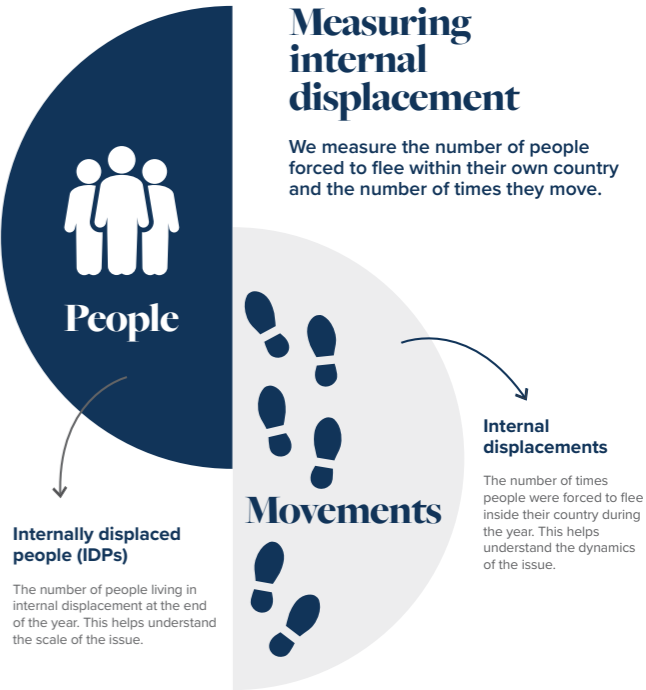 Measuring
internal
displacement
We measure the number of people
forced to flee within their own country
and the number of times they move.
People
Internally displaced
people (IDPs)
The number of people living in
internal displacement at the end
of the year. This helps understand
the scale of the issue.
Movements
Internal
displacements
The number of times
people were forced to flee
inside their country during
the year. This helps
understand the dynamics
of the issue.